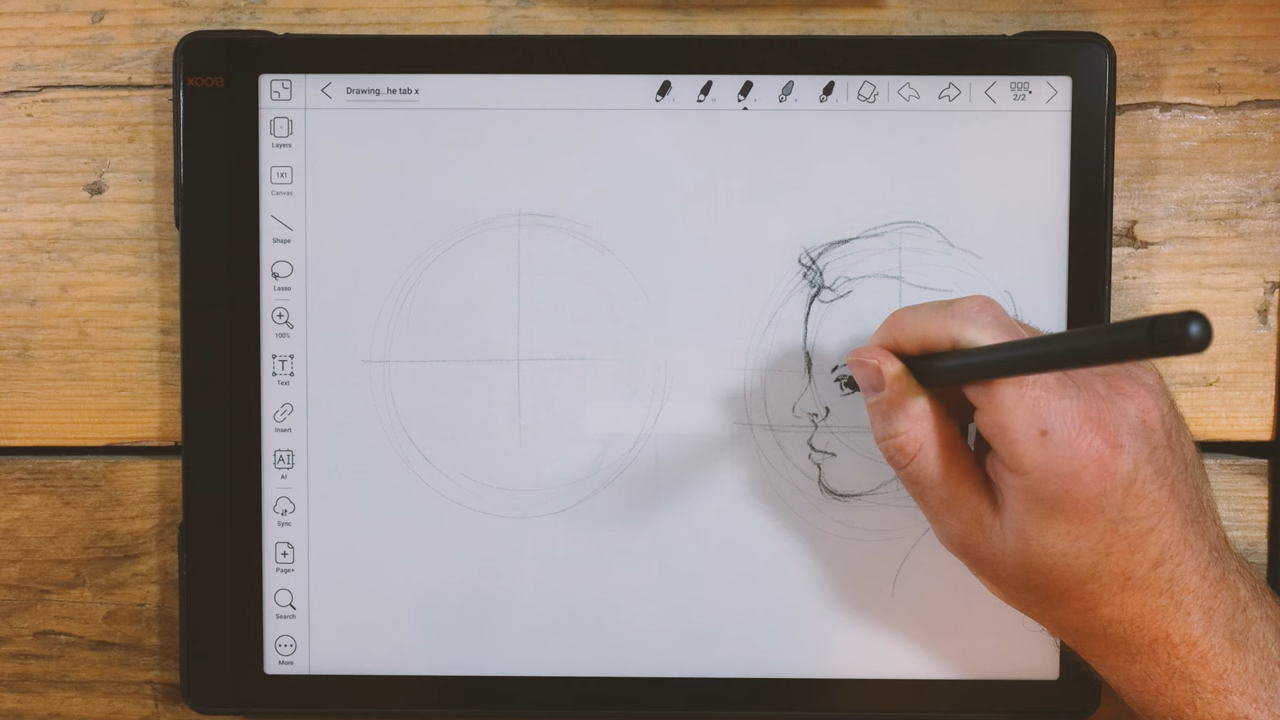 BOOX
Drawing...he tab x
2/2
Layers
1X1
Canvas
Shape
Lasso
100%
T
Text
Insert
AI
AI
Sync
Page+
Search
More